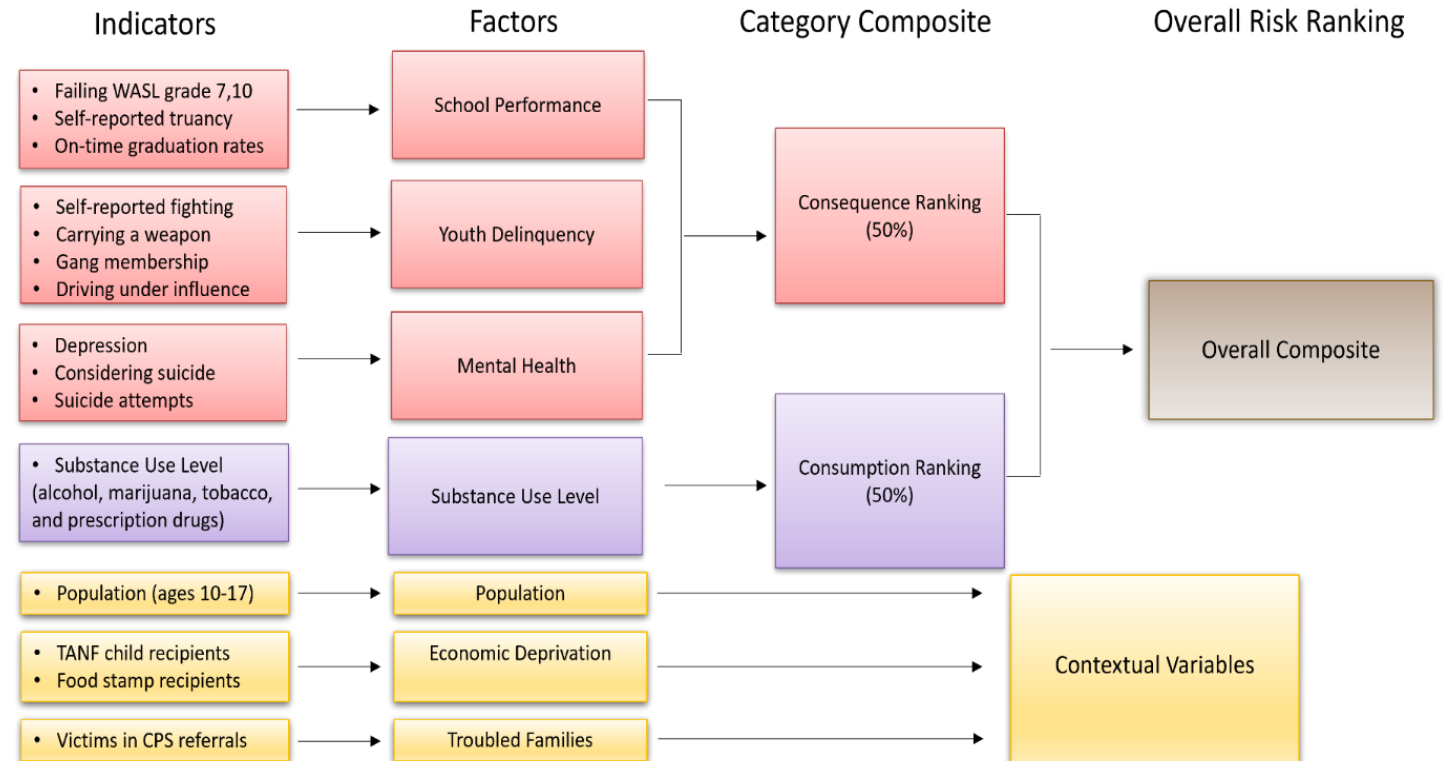 Indicators
Factors
Category Composite
Overall Risk Ranking
• Failing WASL grade 7,10
• Self-reported truancy
• On-time graduation rates
School Performance
• Self-reported fighting
• Carrying a weapon
• Gang membership
• Driving under influence
Youth Delinquency
• Depression
• Considering suicide
• Suicide attempts
Mental Health
Consequence Ranking
(50%)
• Substance Use Level
(alcohol, marijuana, tobacco,
and prescription drugs)
Substance Use Level
Consumption Ranking
(50%)
Overall Composite
• Population (ages 10-17)
Population
• TANF child recipients
• Food stamp recipients
Economic Deprivation
• Victims in CPS referrals
Troubled Families
Contextual Variables